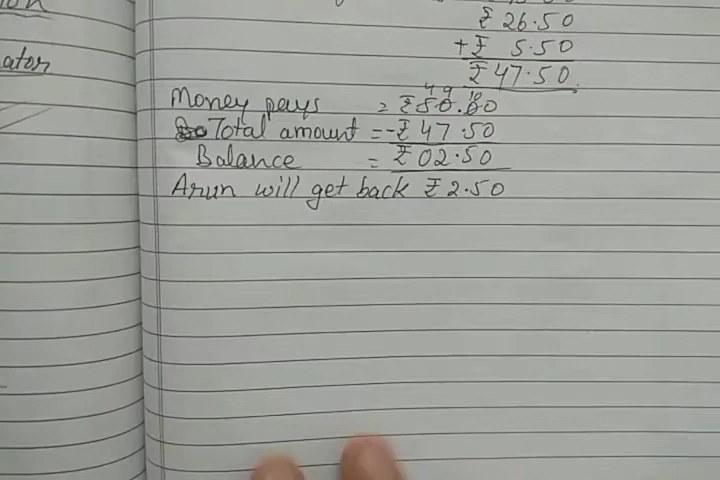 ₹ 26.50
ator
+ ₹ 5.50
₹ 47.50
Money pays = ₹ 50.00
Total amount = - ₹ 47.50
Balance = ₹ 02.50
Arun will get back ₹ 2.50